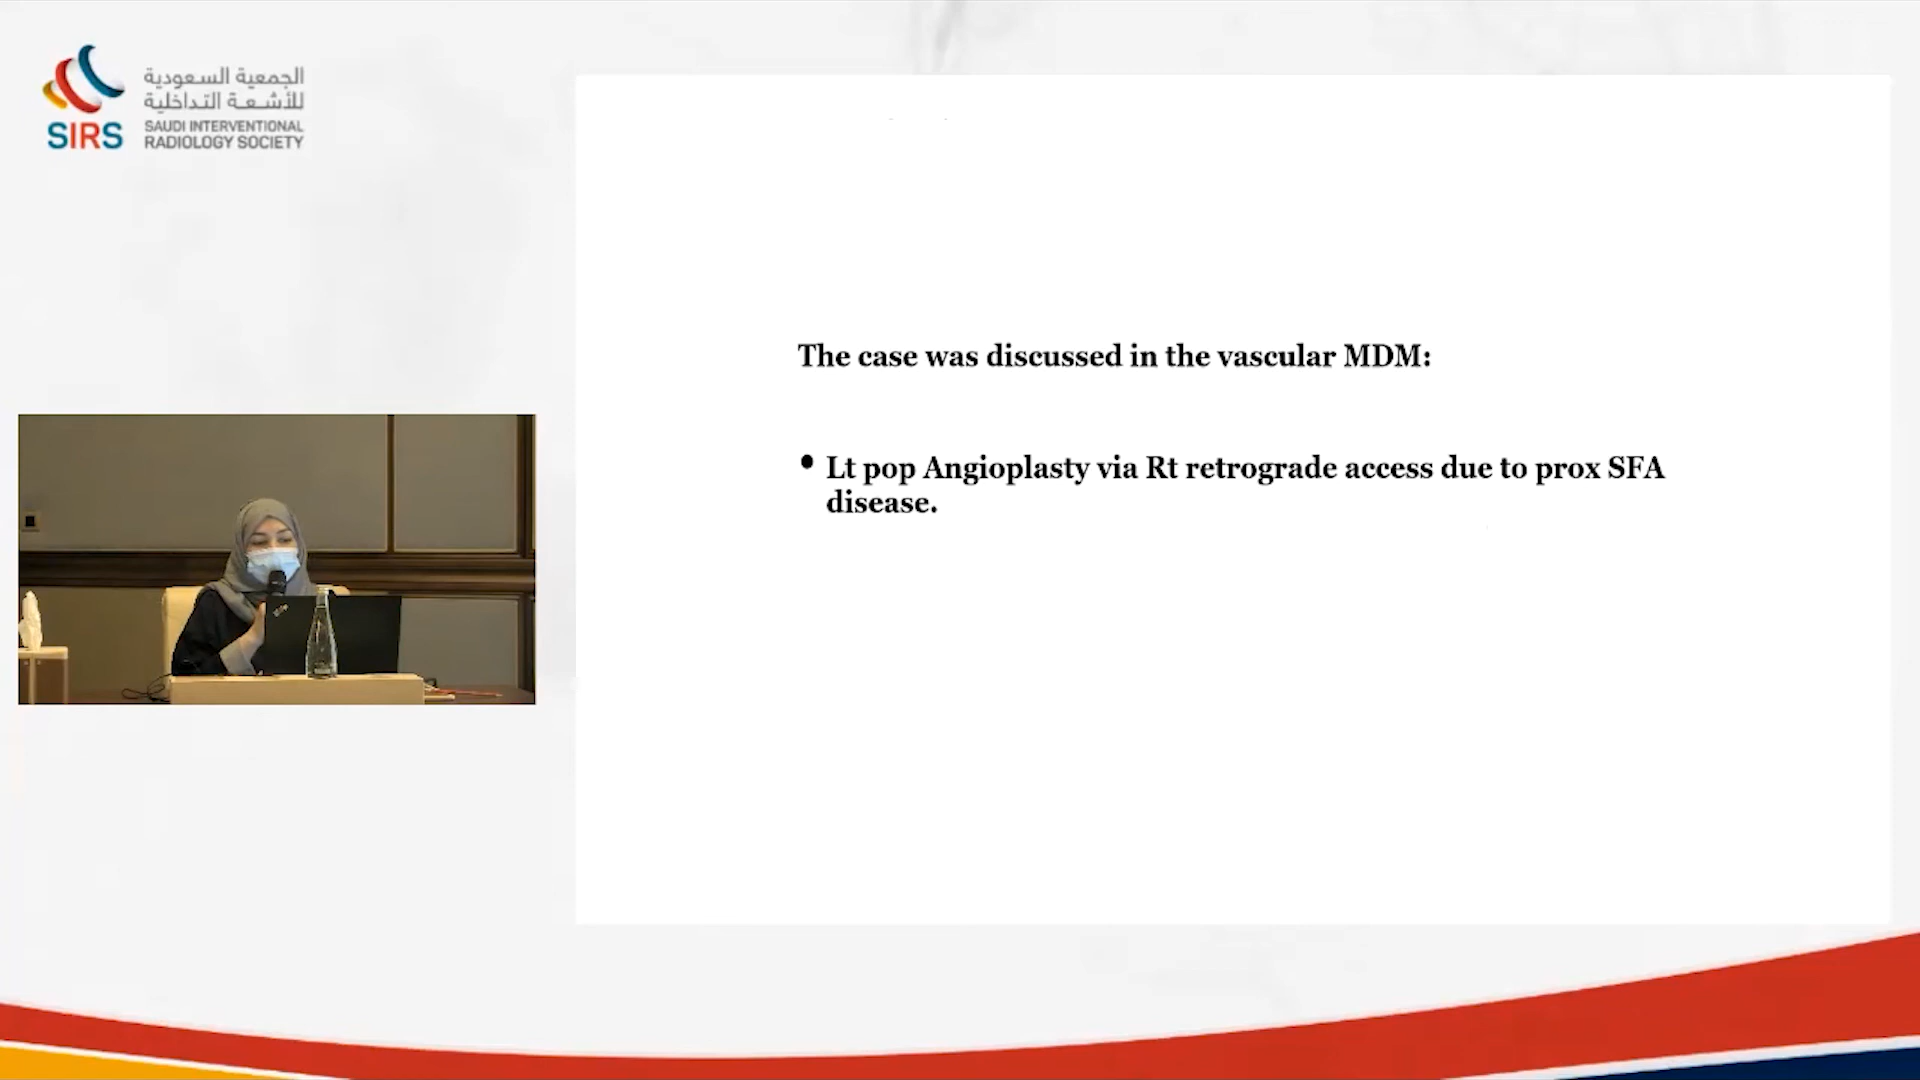 الجمعية السعودية
للأشعة التداخلية
SIRS
SAUDI INTERVENTIONAL
RADIOLOGY SOCIETY
The case was discussed in the vascular MDM:
• Lt pop Angioplasty via Rt retrograde access due to prox SFA
disease.